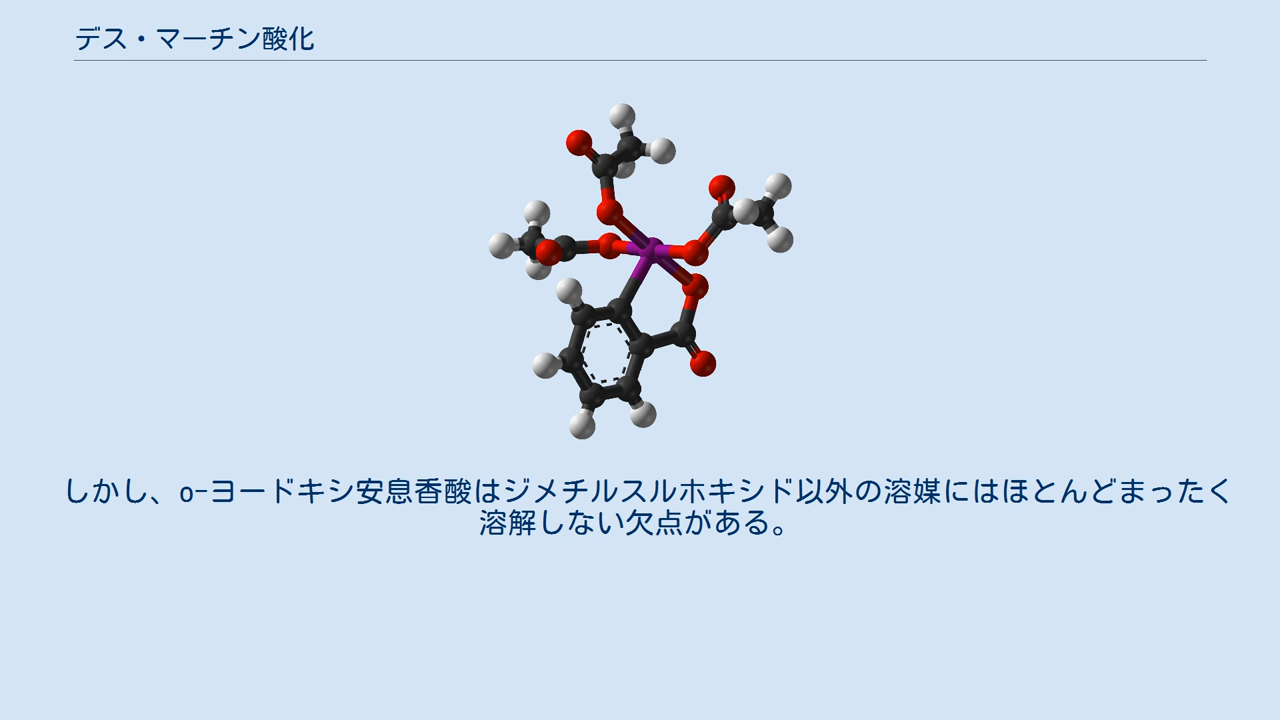 デス・マーチン酸化
しかし、o-ヨードキシ安息香酸はジメチルスルホキシド以外の溶媒にはほとんどまったく
溶解しない欠点がある。